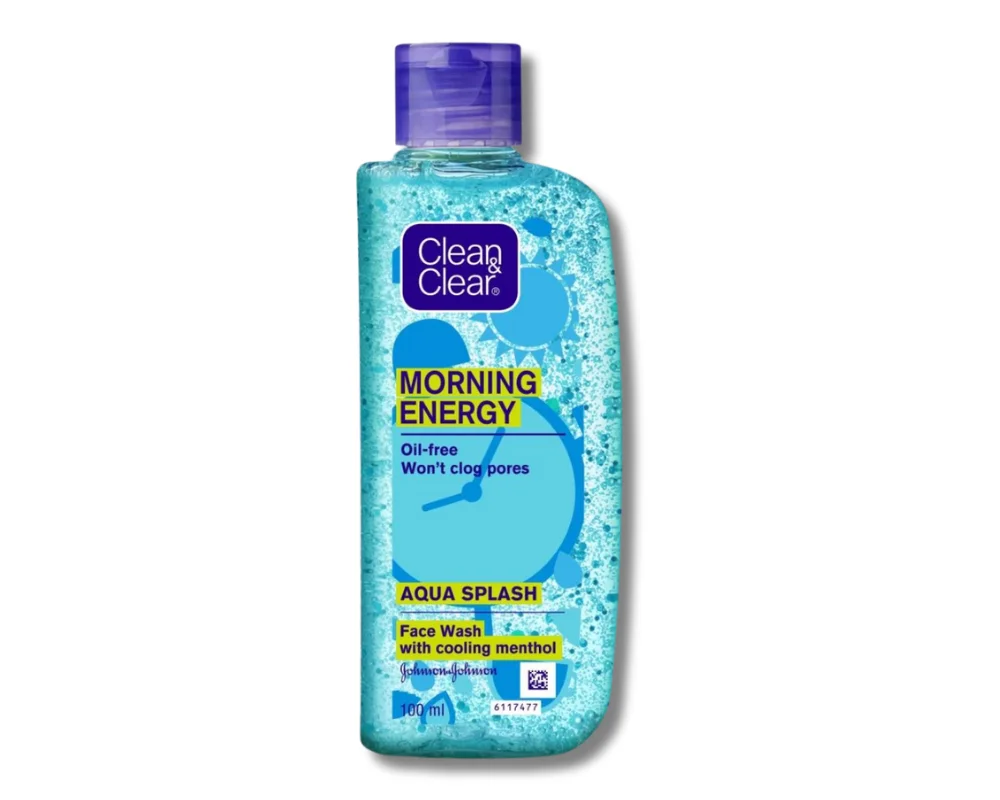 Clean &
Clear®
MORNING
ENERGY
Oil-free
Won't clog pores
AQUA SPLASH
Face Wash
with cooling menthol
Johnson & Johnson
100 ml
6117477